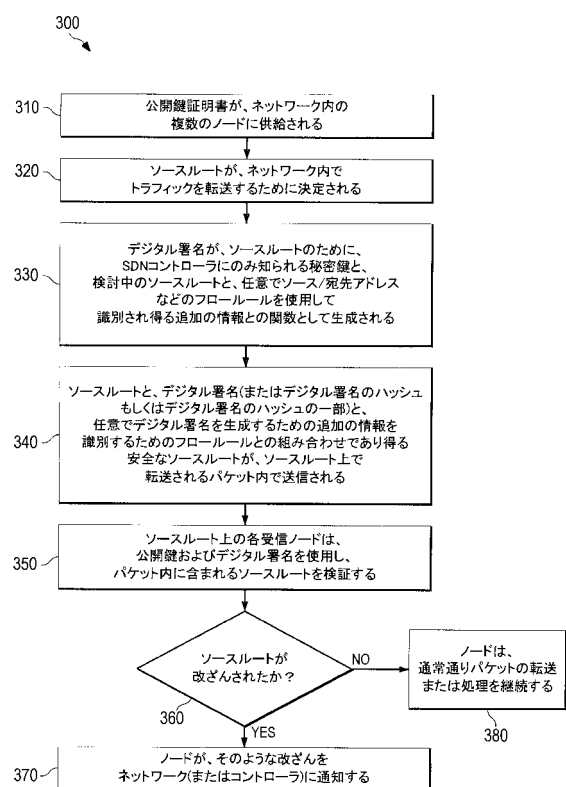 300
310
公開鍵証明書が、ネットワーク内の
複数のノードに供給される
320
ソースルートが、ネットワーク内で
トラフィックを転送するために決定される
330
デジタル署名が、ソースルートのために、
SDNコントローラにのみ知られる秘密鍵と、
検討中のソースルートと、任意でソース/宛先アドレス
などのフロールールを使用して
識別され得る追加の情報との関数として生成される
340
ソースルートと、デジタル署名(またはデジタル署名のハッシュ
もしくはデジタル署名のハッシュの一部)と、
任意でデジタル署名を生成するための追加の情報を
識別するためのフロールールとの組み合わせであり得る
安全なソースルートが、ソースルート上で
転送されるパケット内で送信される
350
ソースルート上の各受信ノードは、
公開鍵およびデジタル署名を使用し、
パケット内に含まれるソースルートを検証する
ソースルートが
改ざんされたか?
360
NO
YES
ノードは、
通常通りパケットの転送
または処理を継続する
380
370
ノードが、そのような改ざんを
ネットワーク(またはコントローラ)に通知する